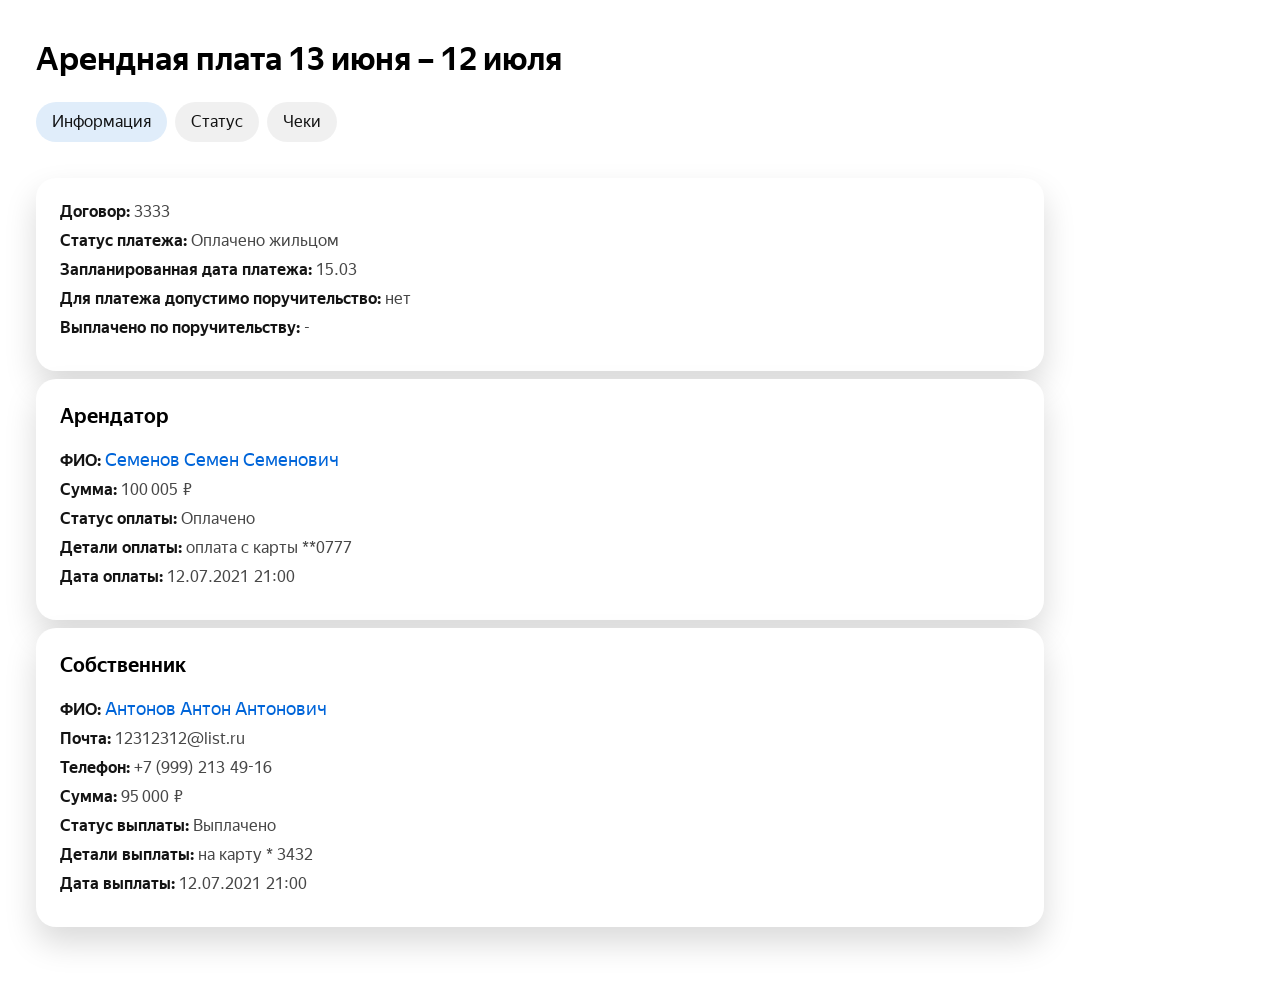 Арендная плата 13 июня – 12 июля
Информация Статус Чеки
Договор: 3333
Статус платежа: Оплачено жильцом
Запланированная дата платежа: 15.03
Для платежа допустимо поручительство: нет
Выплачено по поручительству: -
Арендатор
ФИО: Семенов Семен Семенович
Сумма: 100 005 ₽
Статус оплаты: Оплачено
Детали оплаты: оплата с карты **0777
Дата оплаты: 12.07.2021 21:00
Собственник
ФИО: Антонов Антон Антонович
Почта: 12312312@list.ru
Телефон: +7 (999) 213 49-16
Сумма: 95 000 ₽
Статус выплаты: Выплачено
Детали выплаты: на карту * 3432
Дата выплаты: 12.07.2021 21:00